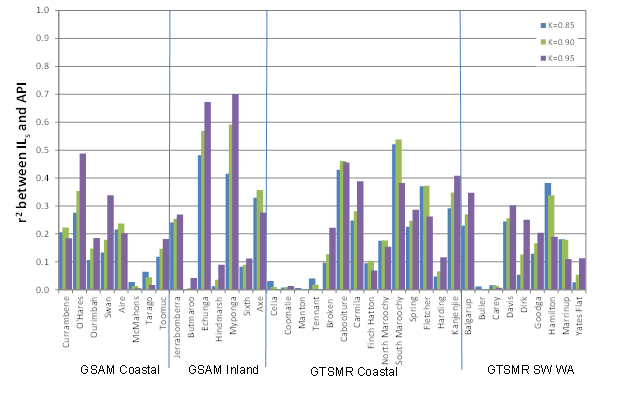 r² between ILs and API
1.0
0.9
0.8
0.7
0.6
0.5
0.4
0.3
0.2
0.1
0.0
K=0.85
K=0.90
K=0.95
Currambene
O'Hares
Ourimbah
Swan
Aire
McMahons
Tarago
Toomuc
Jerrabomberra
Butmaroo
Echunga
Hindmarsh
Myponga
Sixth
Axe
Celia
Coomalie
Manton
Tennant
Broken
Caboolture
Carmila
Finch Hatton
North Maroochy
South Maroochy
Spring
Fletcher
Harding
Kanjenjie
Balgarup
Buller
Carey
Davis
Dirk
Goodga
Hamilton
Marrinup
Yates Flat
GSAM Coastal
GSAM Inland
GTSMR Coastal
GTSMR SW WA